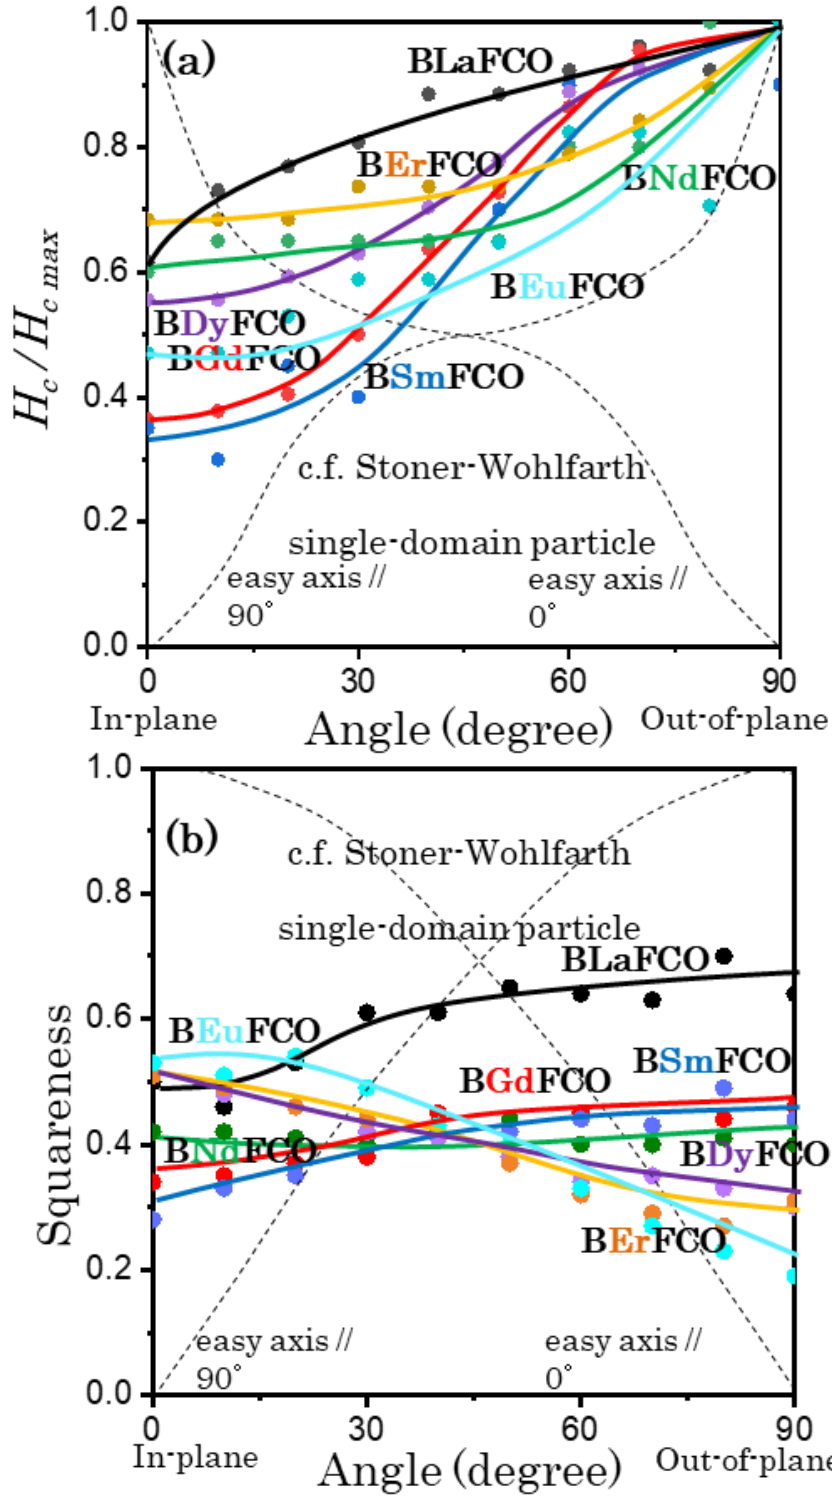 (a)
1.0
0.8
0.6
0.4
0.2
0.0
H_c/H_c max
BLaFCO
BErFCO
BNdFCO
BEuFCO
BDyFCO
BGdFCO
BSmFCO
c.f. Stoner-Wohlfarth
single-domain particle
easy axis // 
90°
easy axis // 
0°
0
30
60
90
In-plane
Angle (degree)
Out-of-plane
(b)
1.0
0.8
0.6
0.4
0.2
0.0
Squareness
c.f. Stoner-Wohlfarth
single-domain particle
BLaFCO
BEuFCO
BSmFCO
BGdFCO
BNdFCO
BDyFCO
BErFCO
easy axis // 
90°
easy axis // 
0°
0
30
60
90
In-plane
Angle (degree)
Out-of-plane